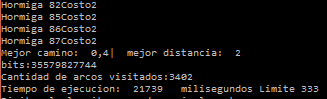 Hormiga 82Costo2
Hormiga 85Costo2
Hormiga 86Costo2
Hormiga 87Costo2
Mejor camino:  0,4|  mejor distancia:  2
bits:35579827744
Cantidad de arcos visitados:3402
Tiempo de ejecucion:  21739   milisegundos Limite 333